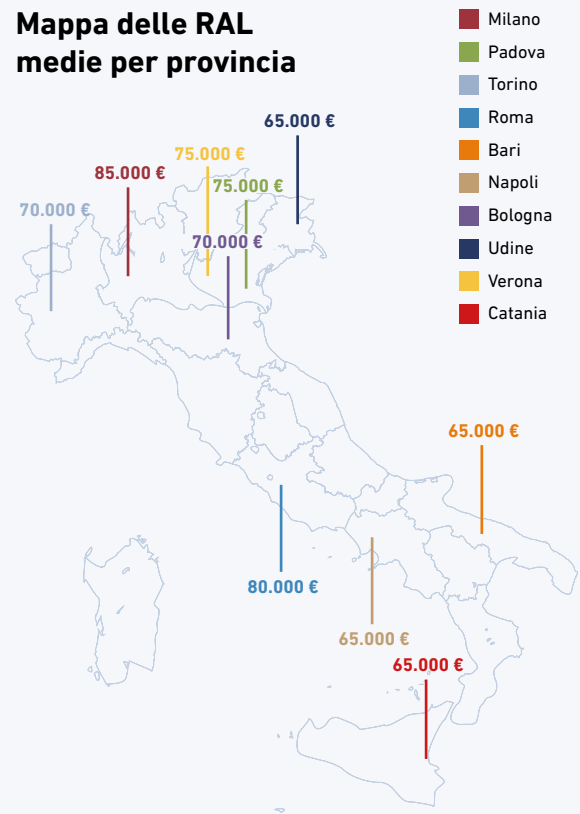 Mappa delle RAL
medie per provincia
Milano
Padova
Torino
Roma
Bari
Napoli
Bologna
Udine
Verona
Catania
65.000 €
75.000 €
85.000 €
75.000 €
70.000 €
70.000 €
65.000 €
80.000 €
65.000 €
65.000 €